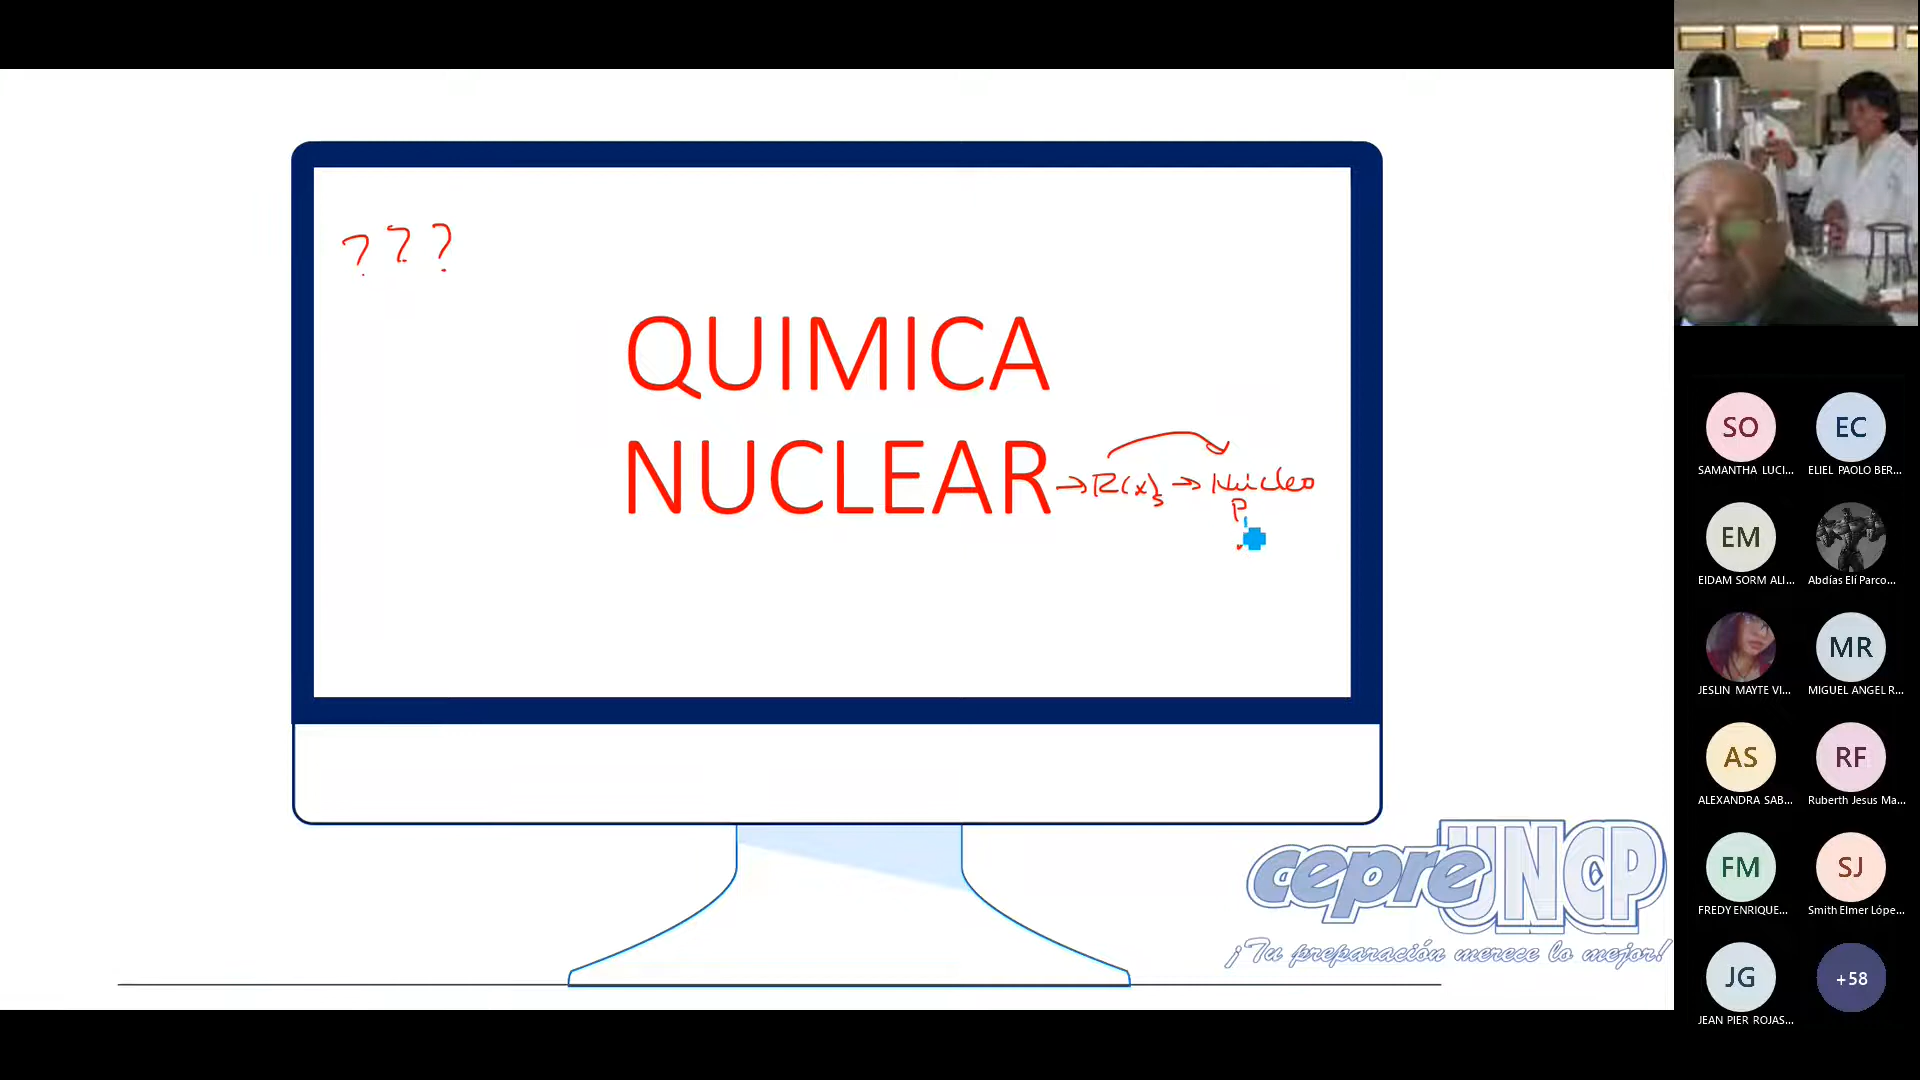 ? ? ?
QUIMICA
NUCLEAR → R(x)s → Núcleo
P
cepre UNCP
¡Tu preparación merece lo mejor!
SO
EC
SAMANTHA LUCI...
ELIEL PAOLO BER...
EM
EIDAM SORM ALI...
Abdías Elí Parco...
MR
JESLIN MAYTE VI...
MIGUEL ANGEL R...
AS
RF
ALEXANDRA SAB...
Ruberth Jesus Ma...
FM
SJ
FREDY ENRIQUE...
Smith Elmer Lópe...
JG
+58
JEAN PIER ROJAS...